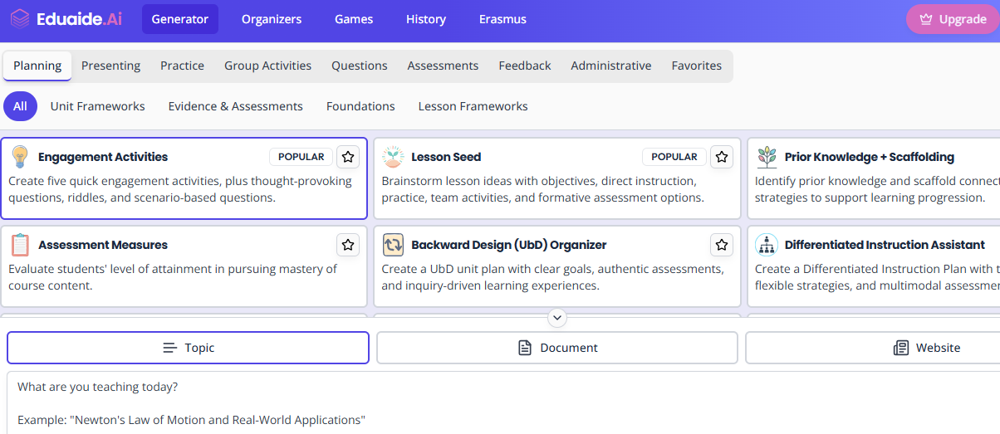 Eduaide.Ai Generator Organizers Games History Erasmus Upgrade
Planning Presenting Practice Group Activities Questions Assessments Feedback Administrative Favorites
All Unit Frameworks Evidence & Assessments Foundations Lesson Frameworks
Engagement Activities POPULAR
Create five quick engagement activities, plus thought-provoking
questions, riddles, and scenario-based questions.
Lesson Seed POPULAR
Brainstorm lesson ideas with objectives, direct instruction,
practice, team activities, and formative assessment options.
Prior Knowledge + Scaffolding
Identify prior knowledge and scaffold connect
strategies to support learning progression.
Assessment Measures
Evaluate students' level of attainment in pursuing mastery of
course content.
Backward Design (UbD) Organizer
Create a UbD unit plan with clear goals, authentic assessments,
and inquiry-driven learning experiences.
Differentiated Instruction Assistant
Create a Differentiated Instruction Plan with t
flexible strategies, and multimodal assessmen
Topic Document Website
What are you teaching today?
Example: "Newton's Law of Motion and Real-World Applications"